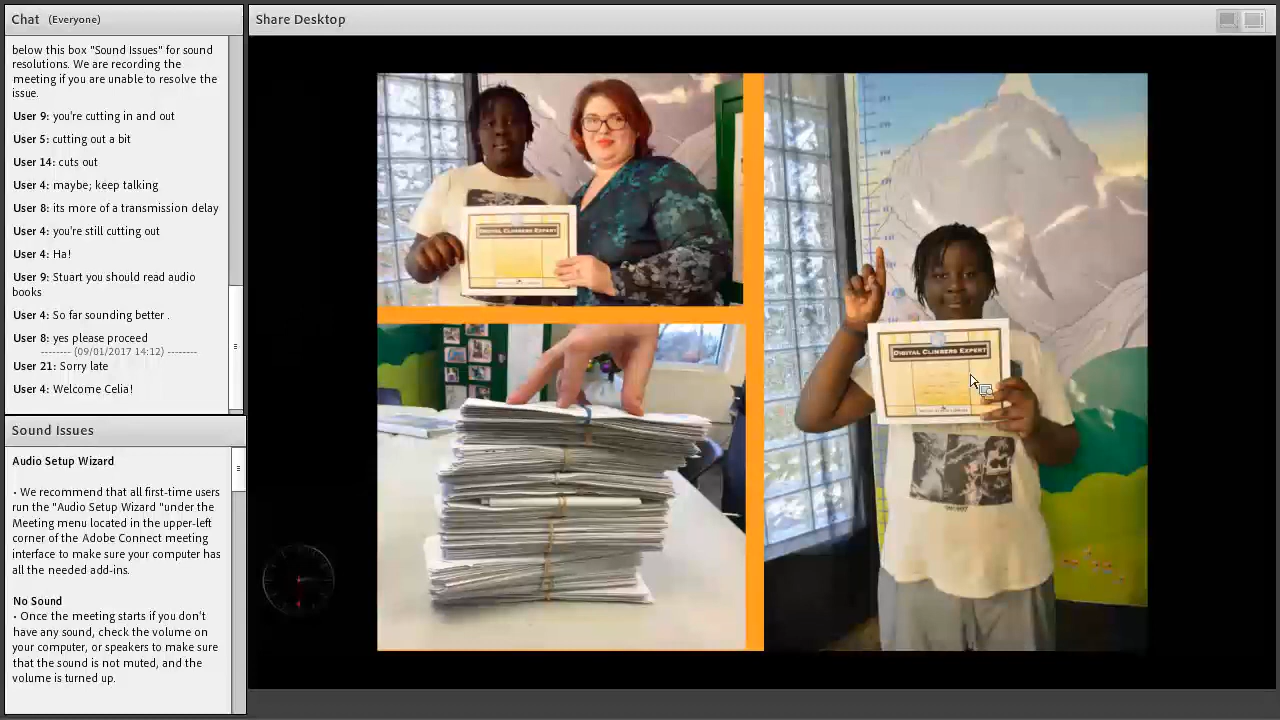 Chat (Everyone)
below this box "Sound Issues" for sound
resolutions. We are recording the
meeting if you are unable to resolve the
issue.
User 9: you're cutting in and out
User 5: cutting out a bit
User 14: cuts out
User 4: maybe; keep talking
User 8: its more of a transmission delay
User 4: yo're still cutting out
User 4: Ha!
User 9: Stuart you should read audio
books
User 4: So far sounding better .
User 8: yes please proceed
-------- (09/01/2017 14:12) --------
User 21: Sorry late
User 4: Welcome Celia!
Sound Issues
Audio Setup Wizard
• We recommend that all first-time users
run the "Audio Setup Wizard "under the
Meeting menu located in the upper-left
corner of the Adobe Connect meeting
interface to make sure your computer has
all the needed add-ins.
No Sound
• Once the meeting starts if you don't
have any sound, check the volume on
your computer, or speakers to make sure
that the sound is not muted, and the
volume is turned up.
Share Desktop
Digital Climbers Expert
Digital Climbers Expert